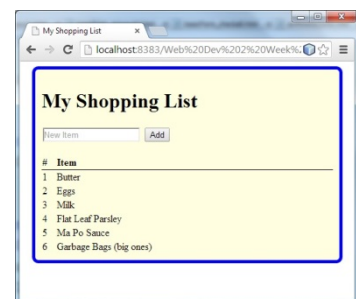 My Shopping List
localhost:8383/Web%20Dev%202%20Week%
My Shopping List
New Item Add
# Item
1 Butter
2 Eggs
3 Milk
4 Flat Leaf Parsley
5 Ma Po Sauce
6 Garbage Bags (big ones)